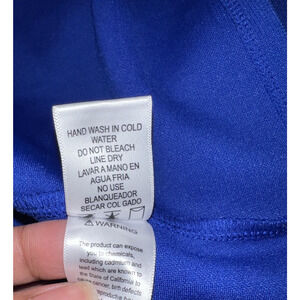 HAND WASH IN COLD
WATER
DO NOT BLEACH
LINE DRY
LAVAR A MANO EN
AGUA FRIA
NO USE
BLANQUEADOR
SECAR COLGADO
WARNING
The product can expose
you to chemicals,
including cadmium and
lead which are known to
the State of California to
cancer, birth defects